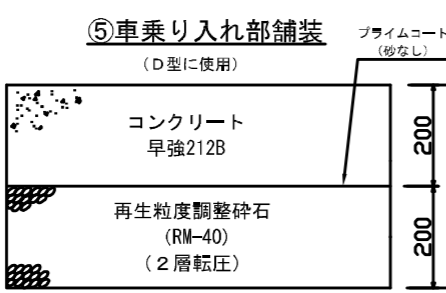 ⑤車乗り入れ部舗装
（D型に使用）
プライムコート
（砂なし）
コンクリート
早強212B
200
再生粒度調整砕石
(RM-40)
（２層転圧）
200